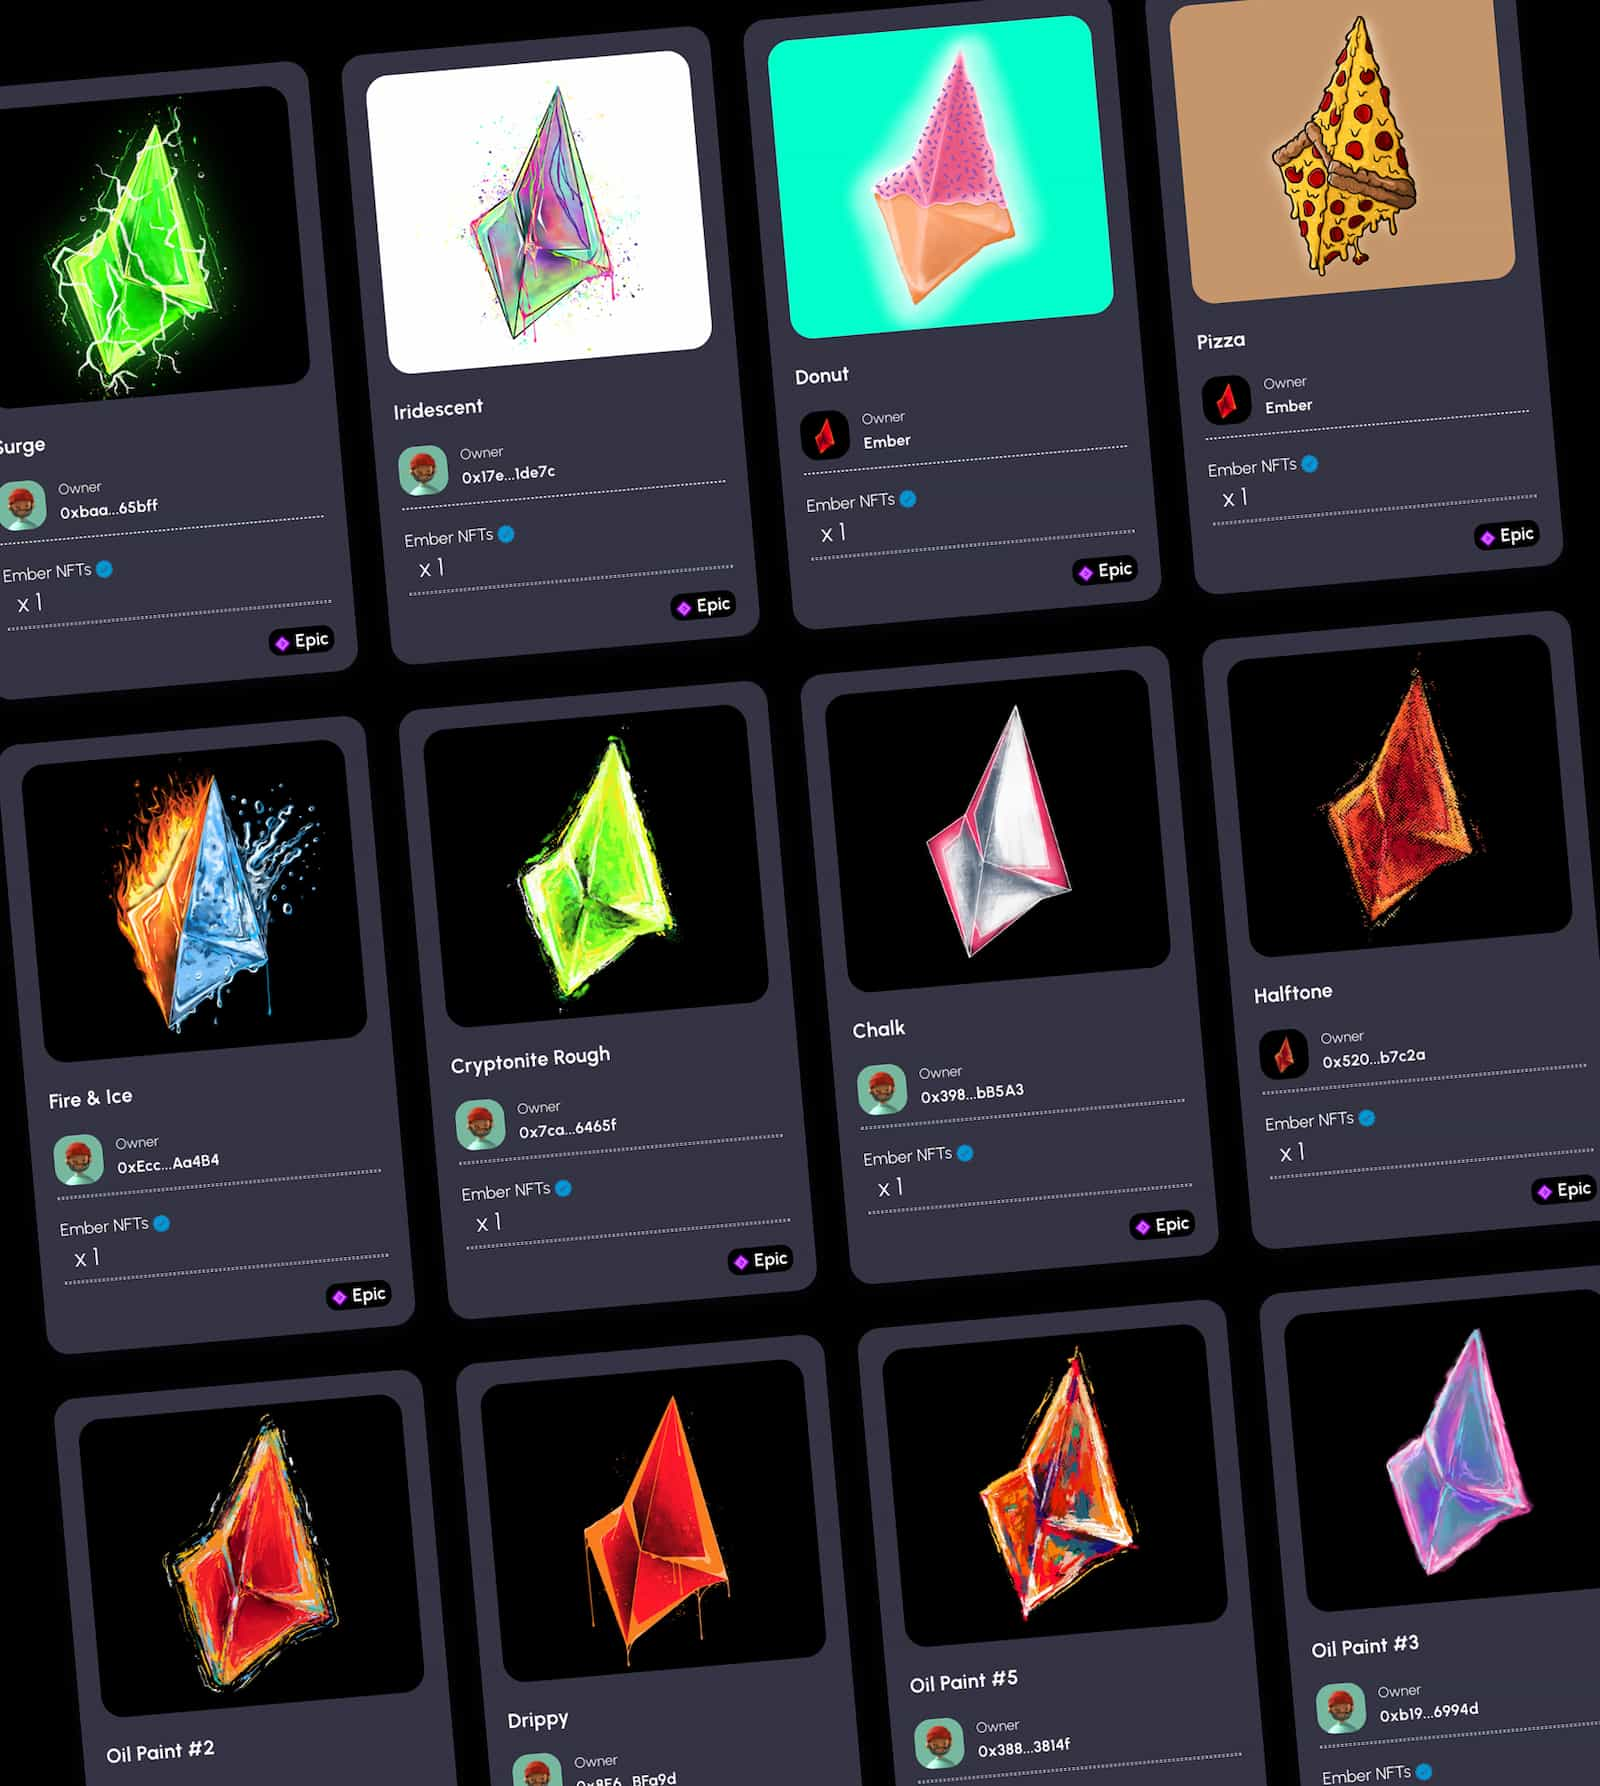 Surge
Owner
0xbaa...65bff
Ember NFTs
x 1
Epic
Iridescent
Owner
0x17e...1de7c
Ember NFTs
x 1
Epic
Donut
Owner
Ember
Ember NFTs
x 1
Epic
Pizza
Owner
Ember
Ember NFTs
x 1
Epic
Fire & Ice
Owner
0xEcc...Aa4B4
Ember NFTs
x 1
Epic
Cryptonite Rough
Owner
0x7ca...6465f
Ember NFTs
x 1
Epic
Chalk
Owner
0x398...bB5A3
Ember NFTs
x 1
Epic
Halftone
Owner
0x520...b7c2a
Ember NFTs
x 1
Epic
Oil Paint #2
Drippy
Owner
Oil Paint #5
Owner
0x388...3814f
Oil Paint #3
Owner
0xb19...6994d
Ember NFTs